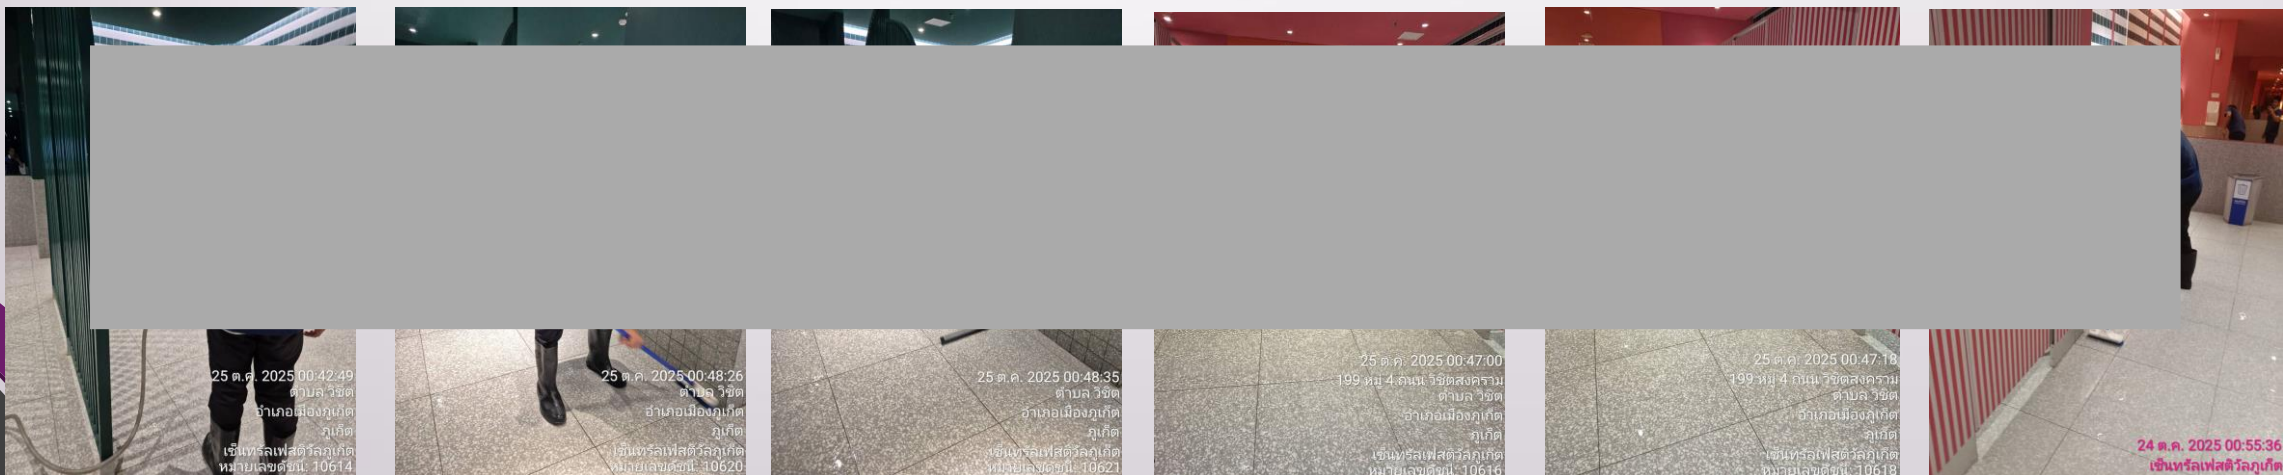 25 ต.ค. 2025 00:42:49
ตำบล วิชิต
อำเภอเมืองภูเก็ต
ภูเก็ต
เซ็นทรัลเฟสติวัลภูเก็ต
หมายเลขดัชนี: 10614
25 ต.ค. 2025 00:48:26
ตำบล วิชิต
อำเภอเมืองภูเก็ต
ภูเก็ต
เซ็นทรัลเฟสติวัลภูเก็ต
หมายเลขดัชนี: 10620
25 ต.ค. 2025 00:48:35
ตำบล วิชิต
อำเภอเมืองภูเก็ต
ภูเก็ต
เซ็นทรัลเฟสติวัลภูเก็ต
หมายเลขดัชนี: 10621
25 ต.ค. 2025 00:47:00
199 หมู่ 4 ถนน วิชิตสงคราม
ตำบล วิชิต
อำเภอเมืองภูเก็ต
ภูเก็ต
เซ็นทรัลเฟสติวัลภูเก็ต
หมายเลขดัชนี: 10616
25 ต.ค. 2025 00:47:18
199 หมู่ 4 ถนน วิชิตสงคราม
ตำบล วิชิต
อำเภอเมืองภูเก็ต
ภูเก็ต
เซ็นทรัลเฟสติวัลภูเก็ต
หมายเลขดัชนี: 10618
24 ต.ค. 2025 00:55:36
เซ็นทรัลเฟสติวัลภูเก็ต